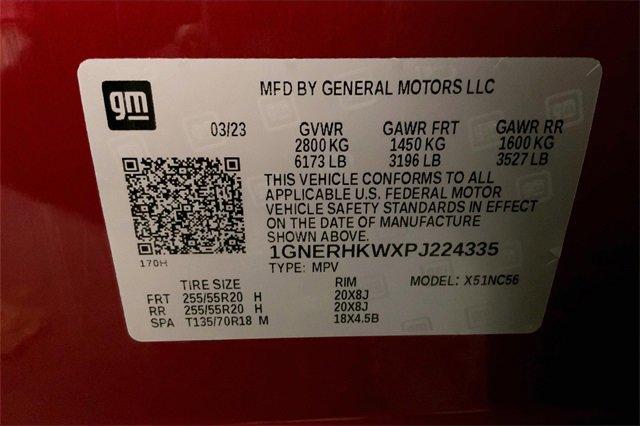 gm
MFD BY GENERAL MOTORS LLC
03/23 GVWR GAWR FRT GAWR RR
2800 KG 1450 KG 1600 KG
6173 LB 3196 LB 3527 LB
THIS VEHICLE CONFORMS TO ALL
APPLICABLE U.S. FEDERAL MOTOR
VEHICLE SAFETY STANDARDS IN EFFECT
ON THE DATE OF MANUFACTURE
SHOWN ABOVE.
170H
1GNERHKWXPJ224335
TYPE: MPV MODEL: X51NC56
TIRE SIZE RIM
FRT 255/55R20 H 20X8J
RR 255/55R20 H 20X8J
SPA T135/70R18 M 18X4.5B